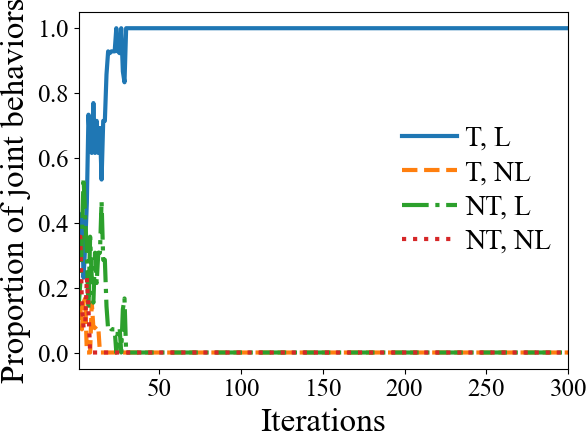 Proportion of joint behaviors
1.0
0.8
0.6
0.4
0.2
0.0
T, L
T, NL
NT, L
NT, NL
50 100 150 200 250 300
Iterations